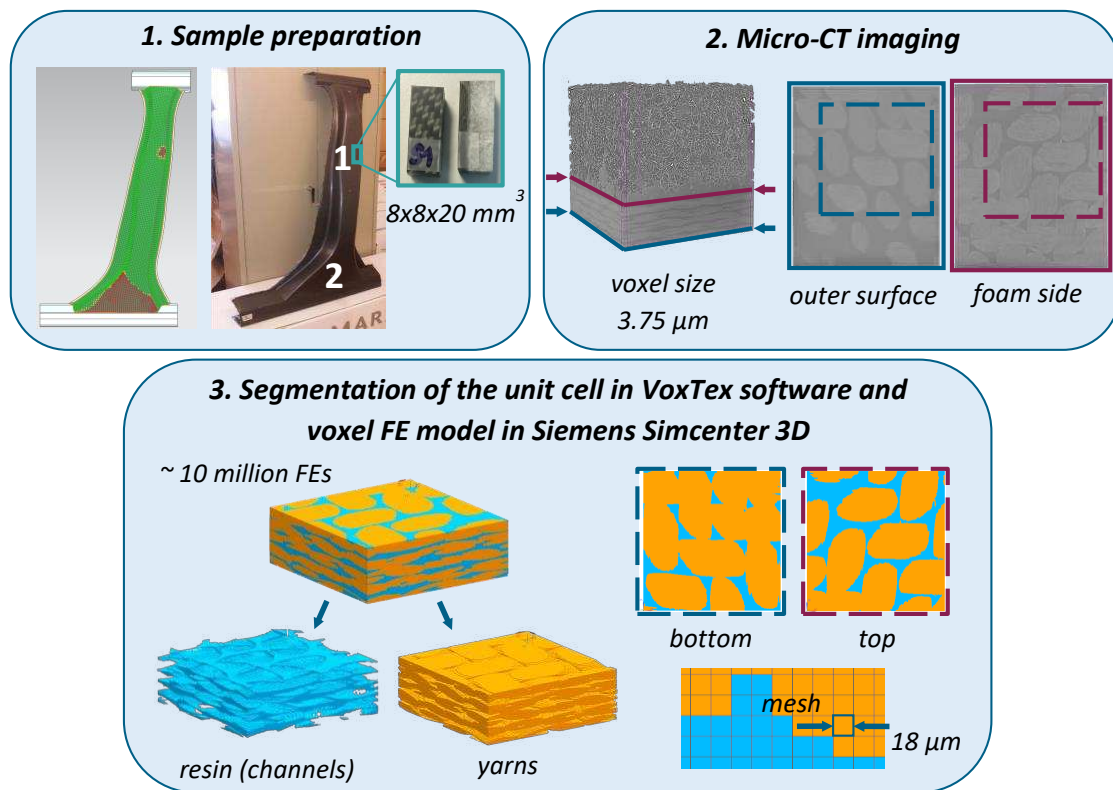 1. Sample preparation
1
2
8x8x20 mm³
MAR
2. Micro-CT imaging
voxel size
3.75 µm
outer surface
foam side
3. Segmentation of the unit cell in VoxTex software and
voxel FE model in Siemens Simcenter 3D
~ 10 million FEs
resin (channels)
yarns
bottom
top
mesh
18 µm